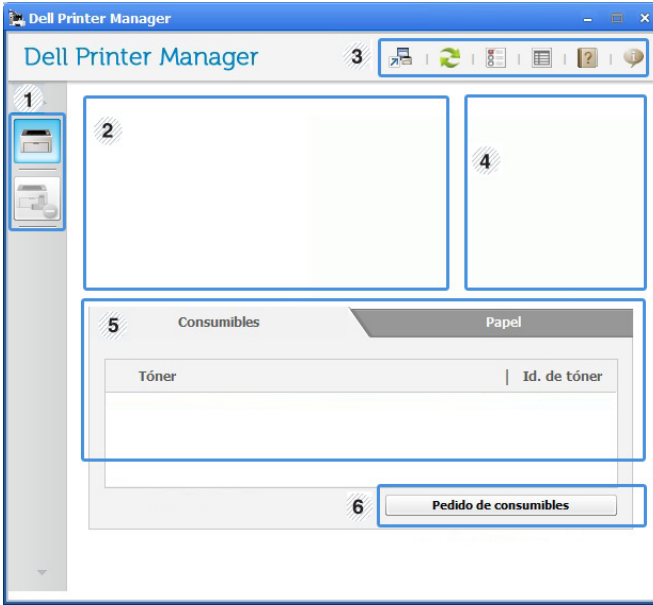 Dell Printer Manager
Dell Printer Manager
3
1
2
4
5 Consumibles Papel
Tóner | Id. de tóner
6 Pedido de consumibles